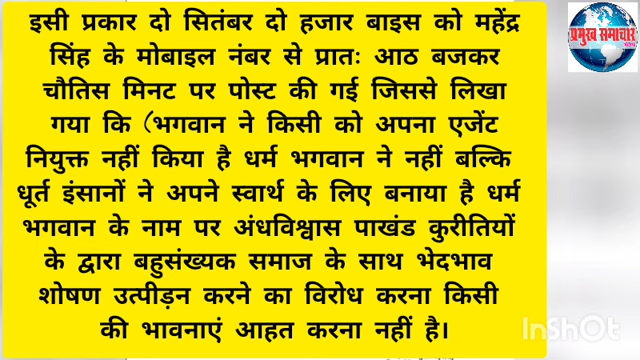 इसी प्रकार दो सितंबर दो हजार बाइस को महेंद्र
सिंह के मोबाइल नंबर से प्रातः आठ बजकर
चौतिस मिनट पर पोस्ट की गई जिससे लिखा
गया कि (भगवान ने किसी को अपना एजेंट
नियुक्त नहीं किया है धर्म भगवान ने नहीं बल्कि
धूर्त इंसानों ने अपने स्वार्थ के लिए बनाया है धर्म
भगवान के नाम पर अंधविश्वास पाखंड कुरीतियों
के द्वारा बहुसंख्यक समाज के साथ भेदभाव
शोषण उत्पीड़न करने का विरोध करना किसी
की भावनाएं आहत करना नहीं है।
प्रमुख समाचार
InShOt